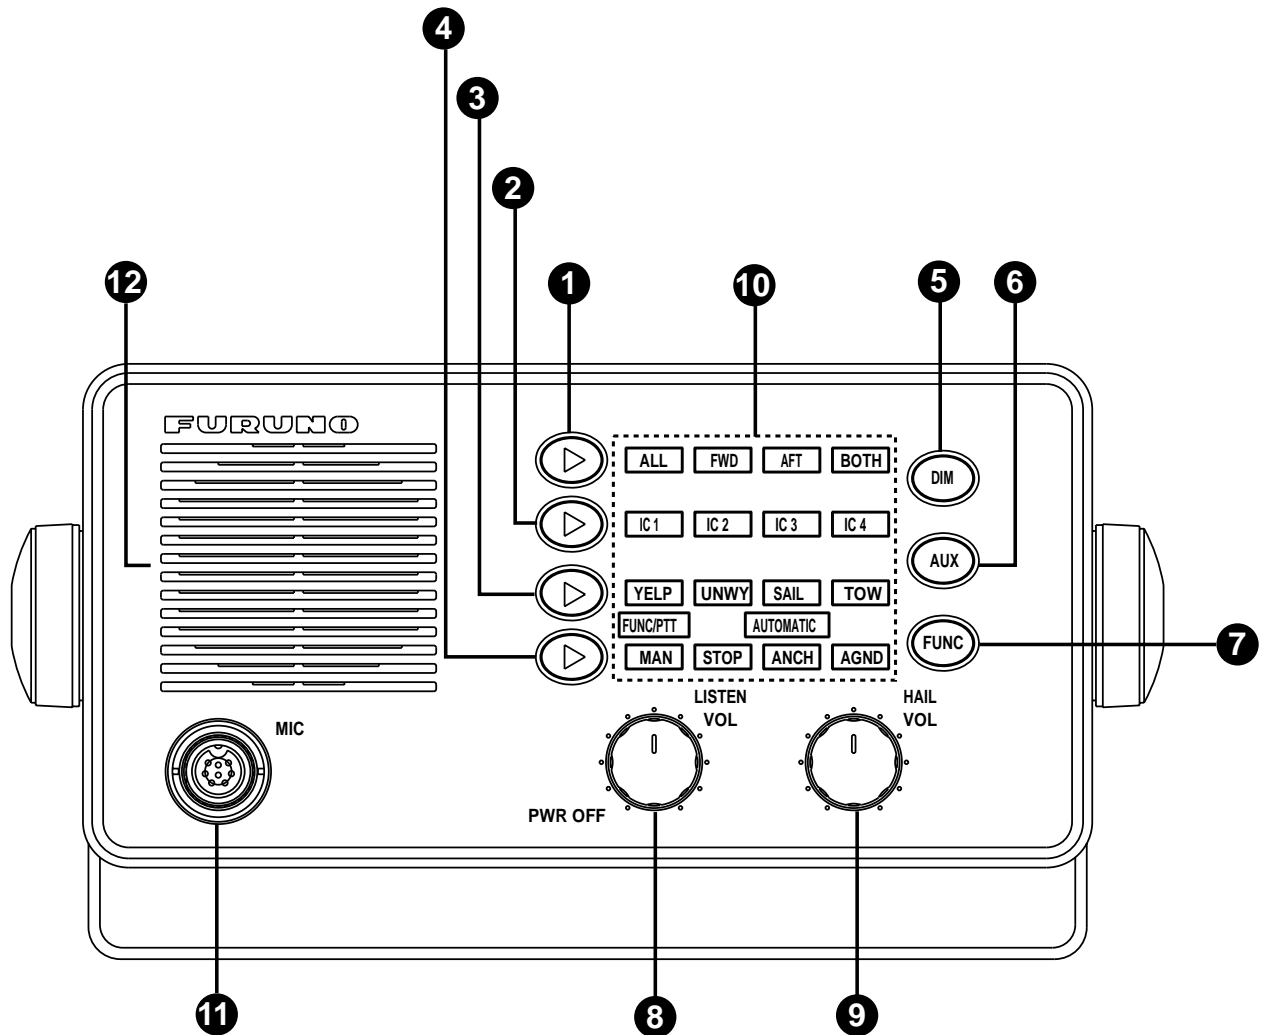 4
3
2
1
10
5
6
12
FURUNO
ALL FWD AFT BOTH
DIM
IC 1 IC 2 IC 3 IC 4
AUX
YELP UNWY SAIL TOW
FUNC/PTT AUTOMATIC
FUNC
7
MAN STOP ANCH AGND
LISTEN
VOL
HAIL
VOL
MIC
PWR OFF
11
8
9